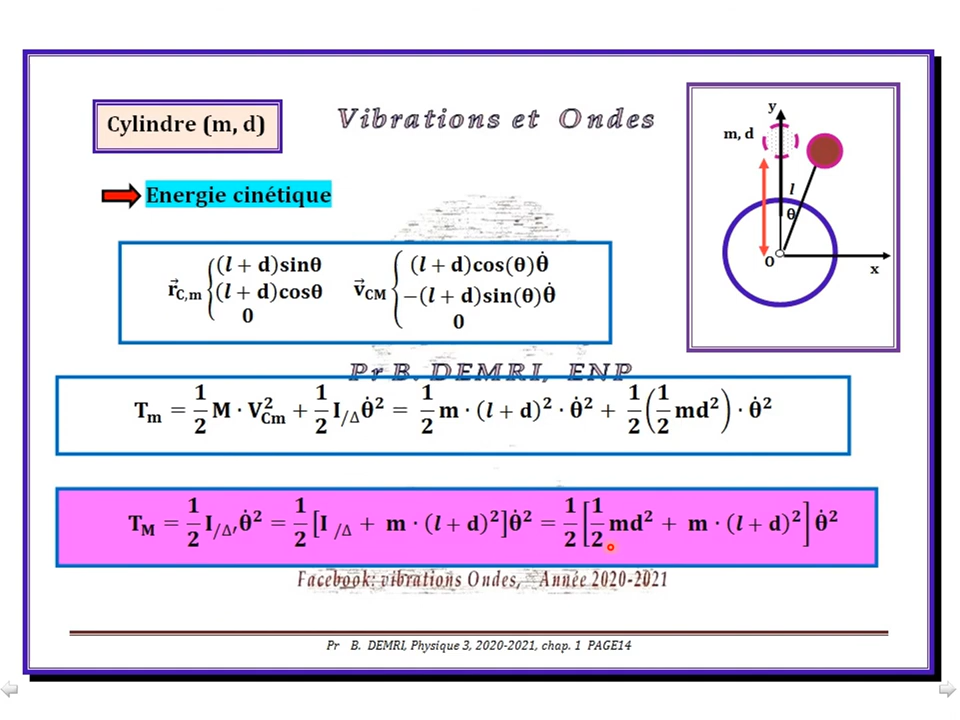 Cylindre (m, d)
Vibrations et Ondes
Energie cinétique
y
m, d
l
θ
O
x
r⃗_C,m { (l + d)sinθ
(l + d)cosθ
0
v⃗_CM { (l + d)cos(θ)θ̇
−(l + d)sin(θ)θ̇
0
Pr B. DEMRI, ENP
T_m = 1/2 M · V²_Cm + 1/2 I_/Δ θ̇² = 1/2 m · (l + d)² · θ̇² + 1/2 (1/2 md²) · θ̇²
T_M = 1/2 I_/Δ′ θ̇² = 1/2 [I_/Δ + m · (l + d)²]θ̇² = 1/2 [1/2 md² + m · (l + d)²] θ̇²
Facebook: vibrations Ondes, Année 2020-2021
Pr B. DEMRI, Physique 3, 2020-2021, chap. 1 PAGE14